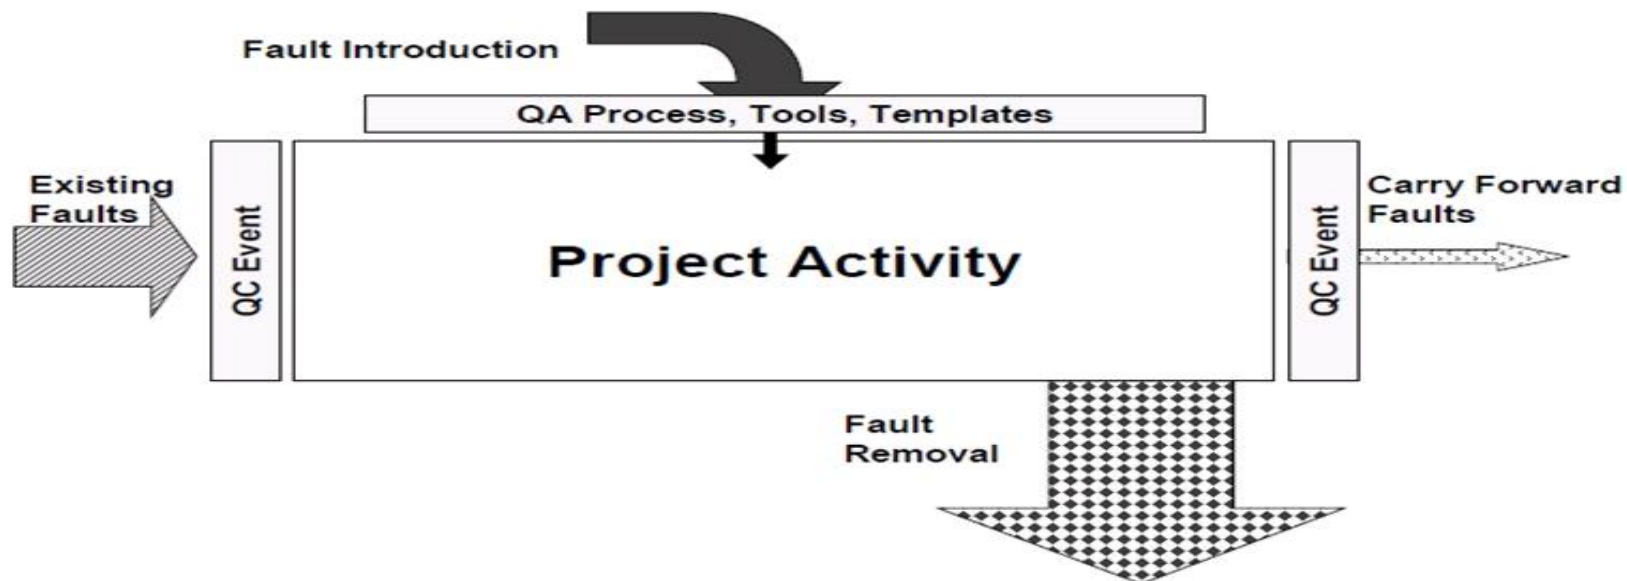 Fault Introduction
QA Process, Tools, Templates
Existing
Faults
QC Event
Project Activity
QC Event
Carry Forward
Faults
Fault
Removal